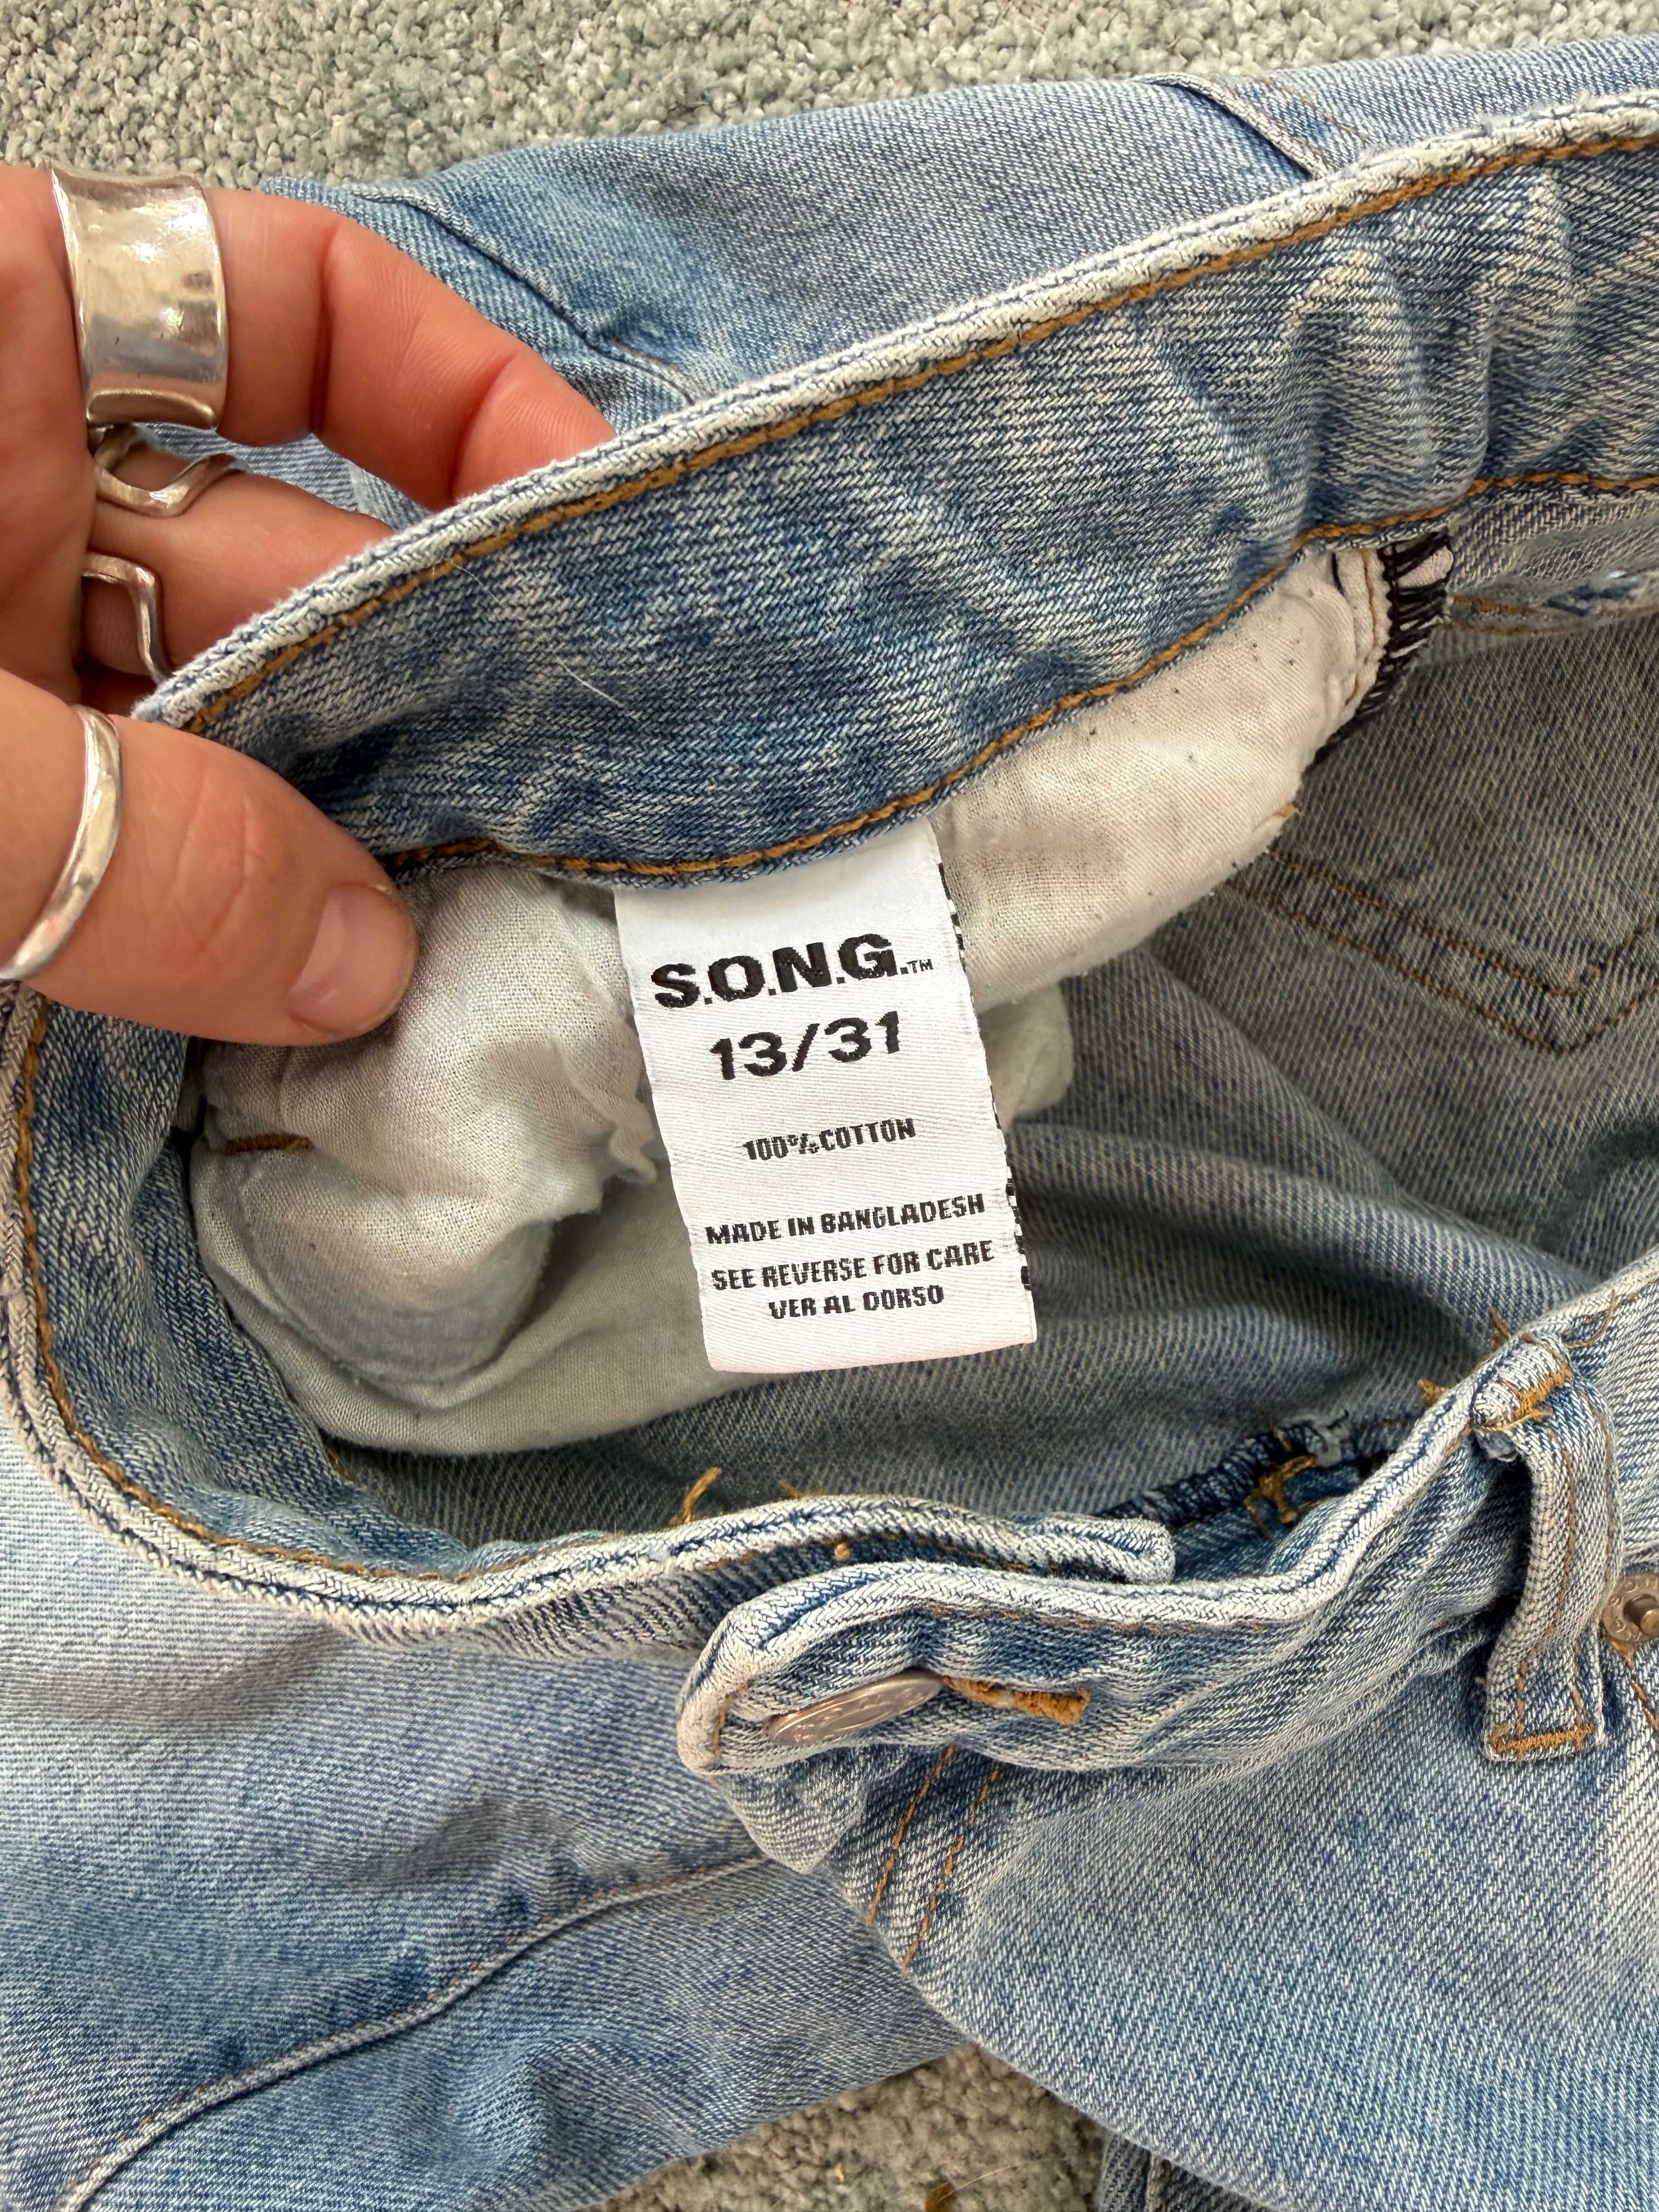 S.O.N.G.™
13/31
100% COTTON
MADE IN BANGLADESH
SEE REVERSE FOR CARE
VER AL DORSO